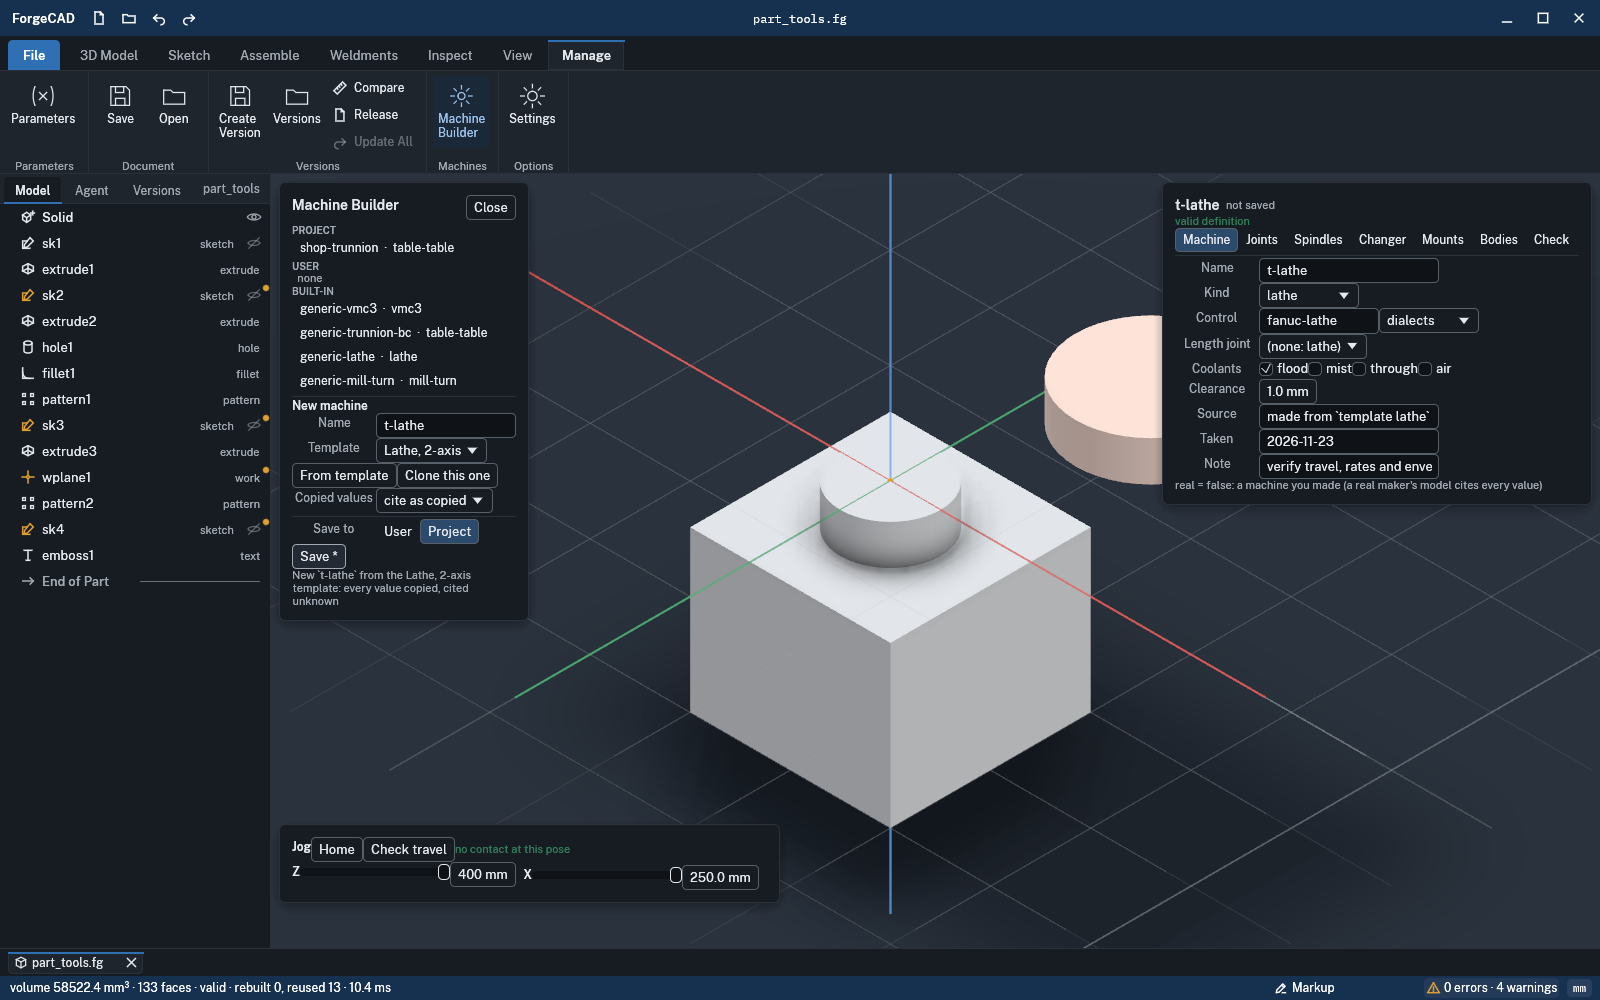 ForgeCAD
part_tools.fg
File 3D Model Sketch Assemble Weldments Inspect View Manage
Parameters Save Open Create Version Versions Compare Release Update All Machine Builder Settings
Parameters Document Versions Machines Options
Model Agent Versions part_tools
Solid
sk1 sketch
extrude1 extrude
sk2 sketch
extrude2 extrude
hole1 hole
fillet1 fillet
pattern1 pattern
sk3 sketch
extrude3 extrude
wplane1 work
pattern2 pattern
sk4 sketch
emboss1 text
End of Part
Machine Builder Close
PROJECT
shop-trunnion · table-table
USER
none
BUILT-IN
generic-vmc3 · vmc3
generic-trunnion-bc · table-table
generic-lathe · lathe
generic-mill-turn · mill-turn
New machine
Name t-lathe
Template Lathe, 2-axis
From template Clone this one
Copied values cite as copied
Save to User Project
Save *
New `t-lathe` from the Lathe, 2-axis
template: every value copied, cited
unknown
t-lathe not saved
valid definition
Machine Joints Spindles Changer Mounts Bodies Check
Name t-lathe
Kind lathe
Control fanuc-lathe dialects
Length joint (none: lathe)
Coolants flood mist through air
Clearance 1.0 mm
Source made from `template lathe`
Taken 2026-11-23
Note verify travel, rates and enve
real = false: a machine you made (a real maker's model cites every value)
Jog Home Check travel no contact at this pose
Z 400 mm X 250.0 mm
part_tools.fg
volume 58522.4 mm³ · 133 faces · valid · rebuilt 0, reused 13 · 10.4 ms
Markup
0 errors · 4 warnings mm